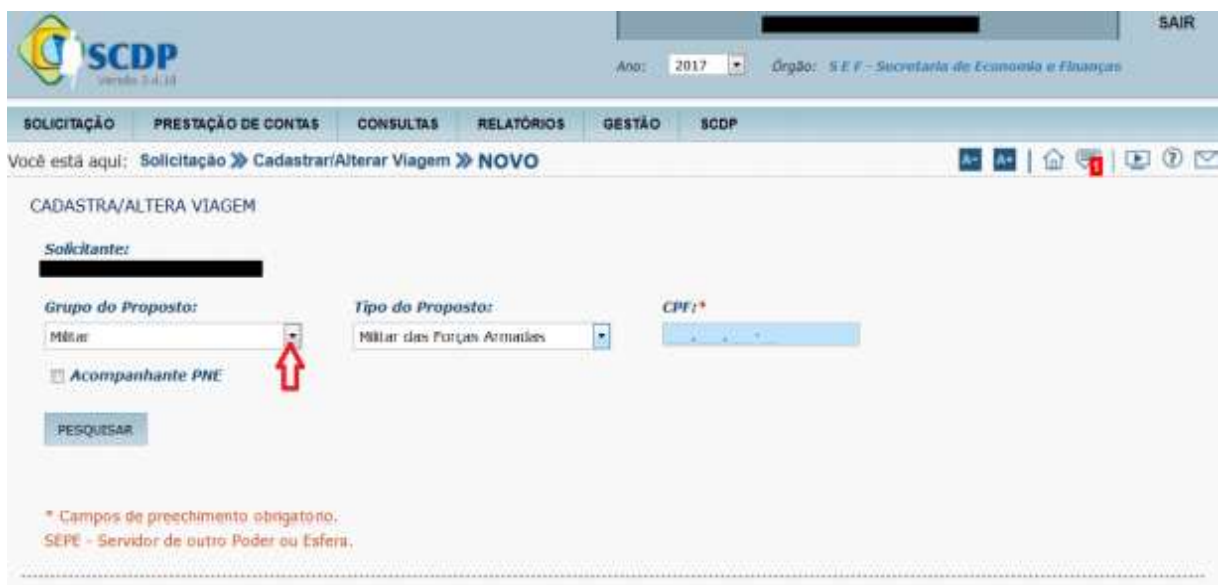 SCDP
SAIR
Ano: 2017 Órgão: S E F - Secretaria de Economia e Finanças
SOLICITAÇÃO PRESTAÇÃO DE CONTAS CONSULTAS RELATÓRIOS GESTÃO SCDP
Você está aqui: Solicitação Cadastrar/Alterar Viagem NOVO
A- A+ 1 ?
CADASTRA/ALTERA VIAGEM
Solicitante:
Grupo do Proposto: Tipo do Proposto: CPF:*
Militar Militar das Forças Armadas
Acompanhante PNE
PESQUISAR
* Campos de preechimento obrigatorio.
SEPE - Servidor de outro Poder ou Esfera.